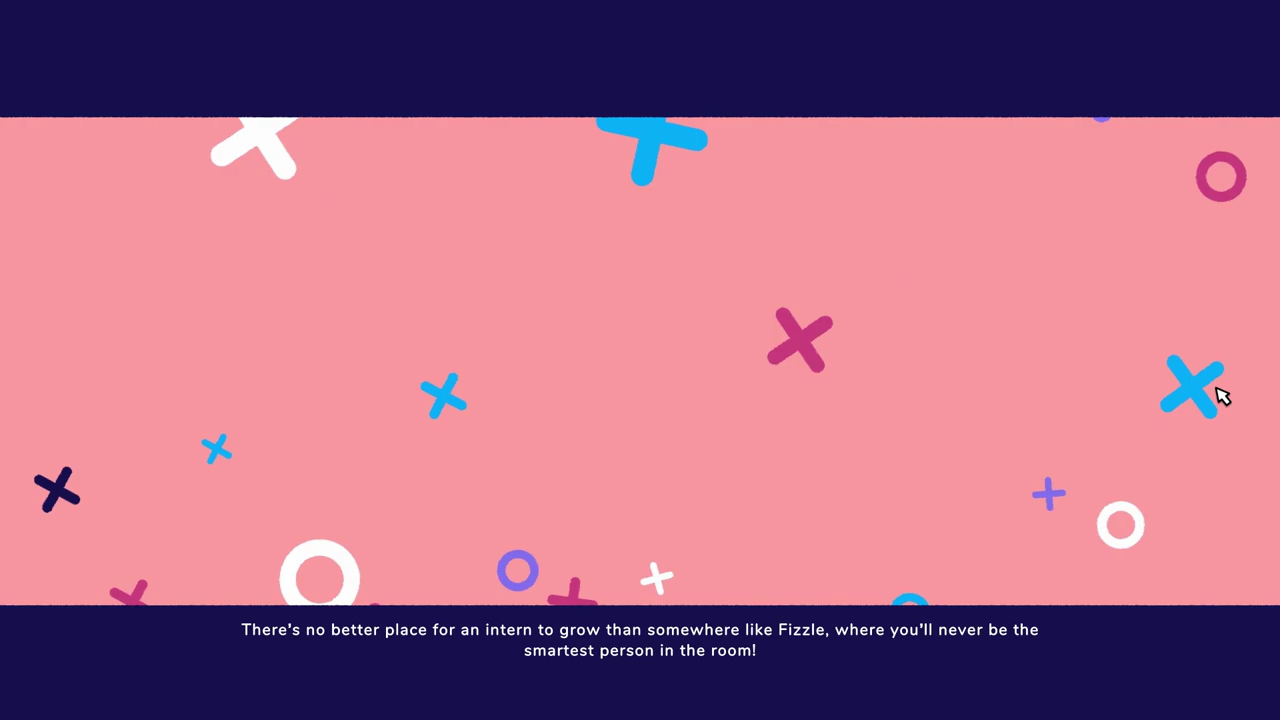 There's no better place for an intern to grow than somewhere like Fizzle, where you'll never be the
smartest person in the room!